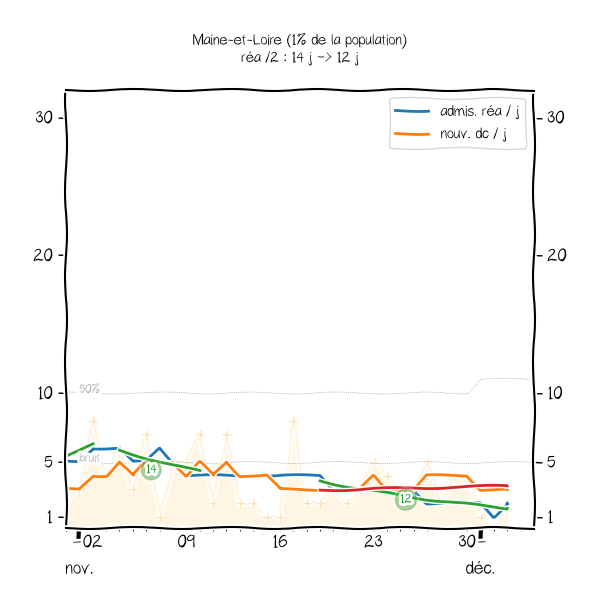 Maine-et-Loire (1% de la population)
réa /2 : 14 j -> 12 j
admis. réa / j
nouv. dc / j
30
30
20
20
50%
10
10
bruit
5
5
14
12
1
1
02
09
16
23
30
nov.
déc.